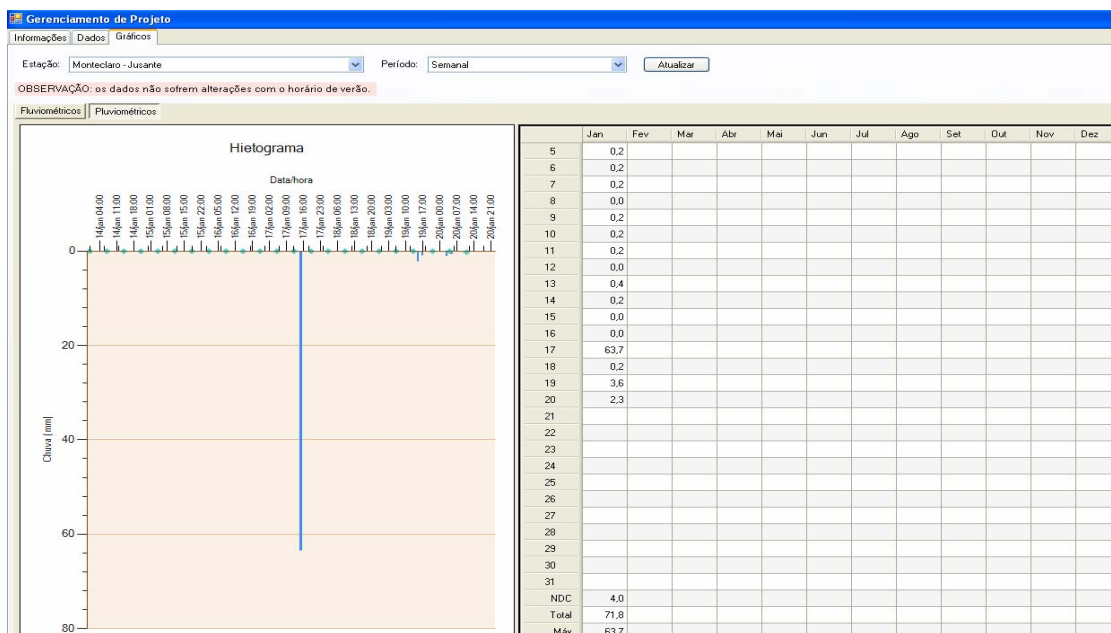 Gerenciamento de Projeto
Informações Dados Gráficos
Estação: Monteclaro - Jusante Período: Semanal Atualizar
OBSERVAÇÃO: os dados não sofrem alterações com o horário de verão.
Fluviométricos Pluviométricos
Hietograma
Data/hora
14/jan 04:00
14/jan 11:00
14/jan 18:00
15/jan 01:00
15/jan 08:00
15/jan 15:00
15/jan 22:00
16/jan 05:00
16/jan 12:00
16/jan 19:00
17/jan 02:00
17/jan 09:00
17/jan 16:00
17/jan 23:00
18/jan 06:00
18/jan 13:00
18/jan 20:00
19/jan 03:00
19/jan 10:00
19/jan 17:00
20/jan 00:00
20/jan 07:00
20/jan 14:00
20/jan 21:00
0
20
40
60
80
Chuva [mm]
Jan Fev Mar Abr Mai Jun Jul Ago Set Out Nov Dez
5 0,2
6 0,2
7 0,2
8 0,0
9 0,2
10 0,2
11 0,2
12 0,0
13 0,4
14 0,2
15 0,0
16 0,0
17 63,7
18 0,2
19 3,6
20 2,3
21
22
23
24
25
26
27
28
29
30
31
NDC 4,0
Total 71,8
Máx 63,7